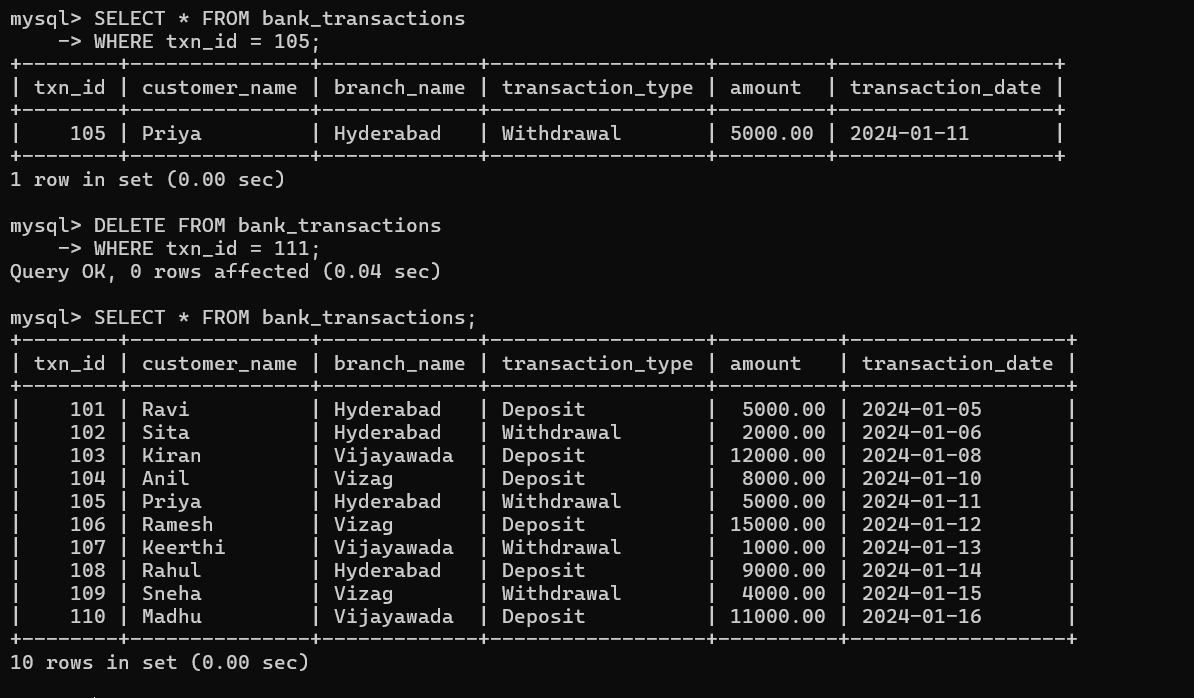 mysql> SELECT * FROM bank_transactions
    -> WHERE txn_id = 105;
+--------+---------------+-------------+------------------+---------+------------------+
| txn_id | customer_name | branch_name | transaction_type | amount  | transaction_date |
+--------+---------------+-------------+------------------+---------+------------------+
|    105 | Priya         | Hyderabad   | Withdrawal       | 5000.00 | 2024-01-11       |
+--------+---------------+-------------+------------------+---------+------------------+
1 row in set (0.00 sec)

mysql> DELETE FROM bank_transactions
    -> WHERE txn_id = 111;
Query OK, 0 rows affected (0.04 sec)

mysql> SELECT * FROM bank_transactions;
+--------+---------------+-------------+------------------+----------+------------------+
| txn_id | customer_name | branch_name | transaction_type | amount   | transaction_date |
+--------+---------------+-------------+------------------+----------+------------------+
|    101 | Ravi          | Hyderabad   | Deposit          |  5000.00 | 2024-01-05       |
|    102 | Sita          | Hyderabad   | Withdrawal       |  2000.00 | 2024-01-06       |
|    103 | Kiran         | Vijayawada  | Deposit          | 12000.00 | 2024-01-08       |
|    104 | Anil          | Vizag       | Deposit          |  8000.00 | 2024-01-10       |
|    105 | Priya         | Hyderabad   | Withdrawal       |  5000.00 | 2024-01-11       |
|    106 | Ramesh        | Vizag       | Deposit          | 15000.00 | 2024-01-12       |
|    107 | Keerthi       | Vijayawada  | Withdrawal       |  1000.00 | 2024-01-13       |
|    108 | Rahul         | Hyderabad   | Deposit          |  9000.00 | 2024-01-14       |
|    109 | Sneha         | Vizag       | Withdrawal       |  4000.00 | 2024-01-15       |
|    110 | Madhu         | Vijayawada  | Deposit          | 11000.00 | 2024-01-16       |
+--------+---------------+-------------+------------------+----------+------------------+
10 rows in set (0.00 sec)